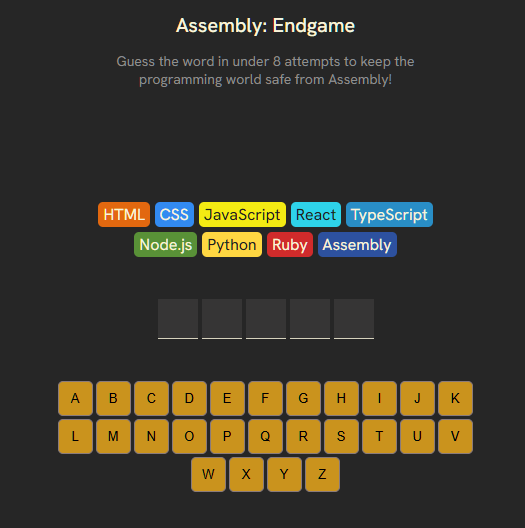 Assembly: Endgame
Guess the word in under 8 attempts to keep the
programming world safe from Assembly!
HTML CSS JavaScript React TypeScript
Node.js Python Ruby Assembly
A B C D E F G H I J K
L M N O P Q R S T U V
W X Y Z